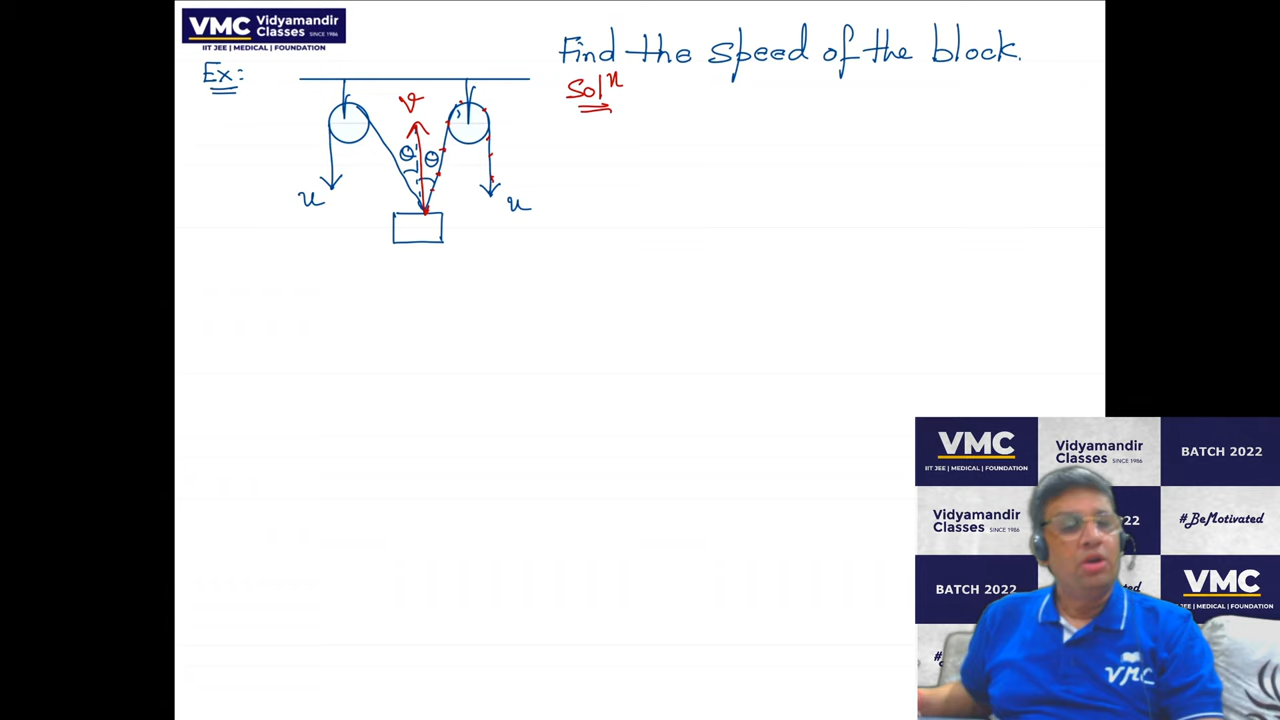 VMC Vidyamandir Classes SINCE 1986
IIT JEE | MEDICAL | FOUNDATION
Find the speed of the block.
Ex:
Solⁿ
v
θ θ
u
u
VMC
IIT JEE | MEDICAL | FOUNDATION
Vidyamandir
Classes SINCE 1986
BATCH 2022
Vidyamandir
Classes SINCE 1986
22
#BeMotivated
BATCH 2022
VMC
IIT JEE | MEDICAL | FOUNDATION
VMC